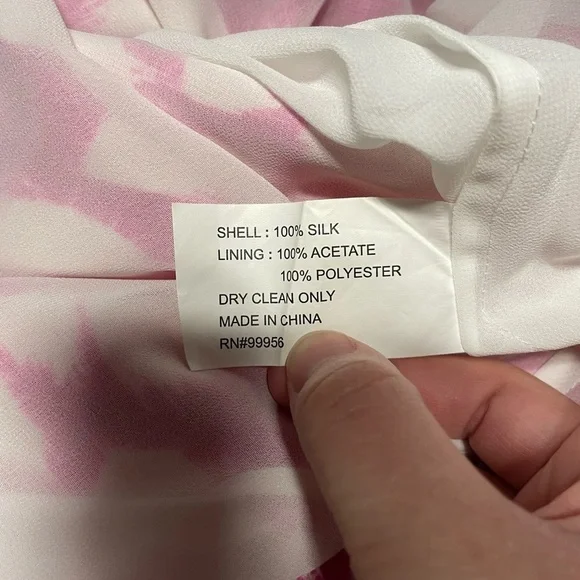 SHELL : 100% SILK
LINING : 100% ACETATE
100% POLYESTER
DRY CLEAN ONLY
MADE IN CHINA
RN#99956